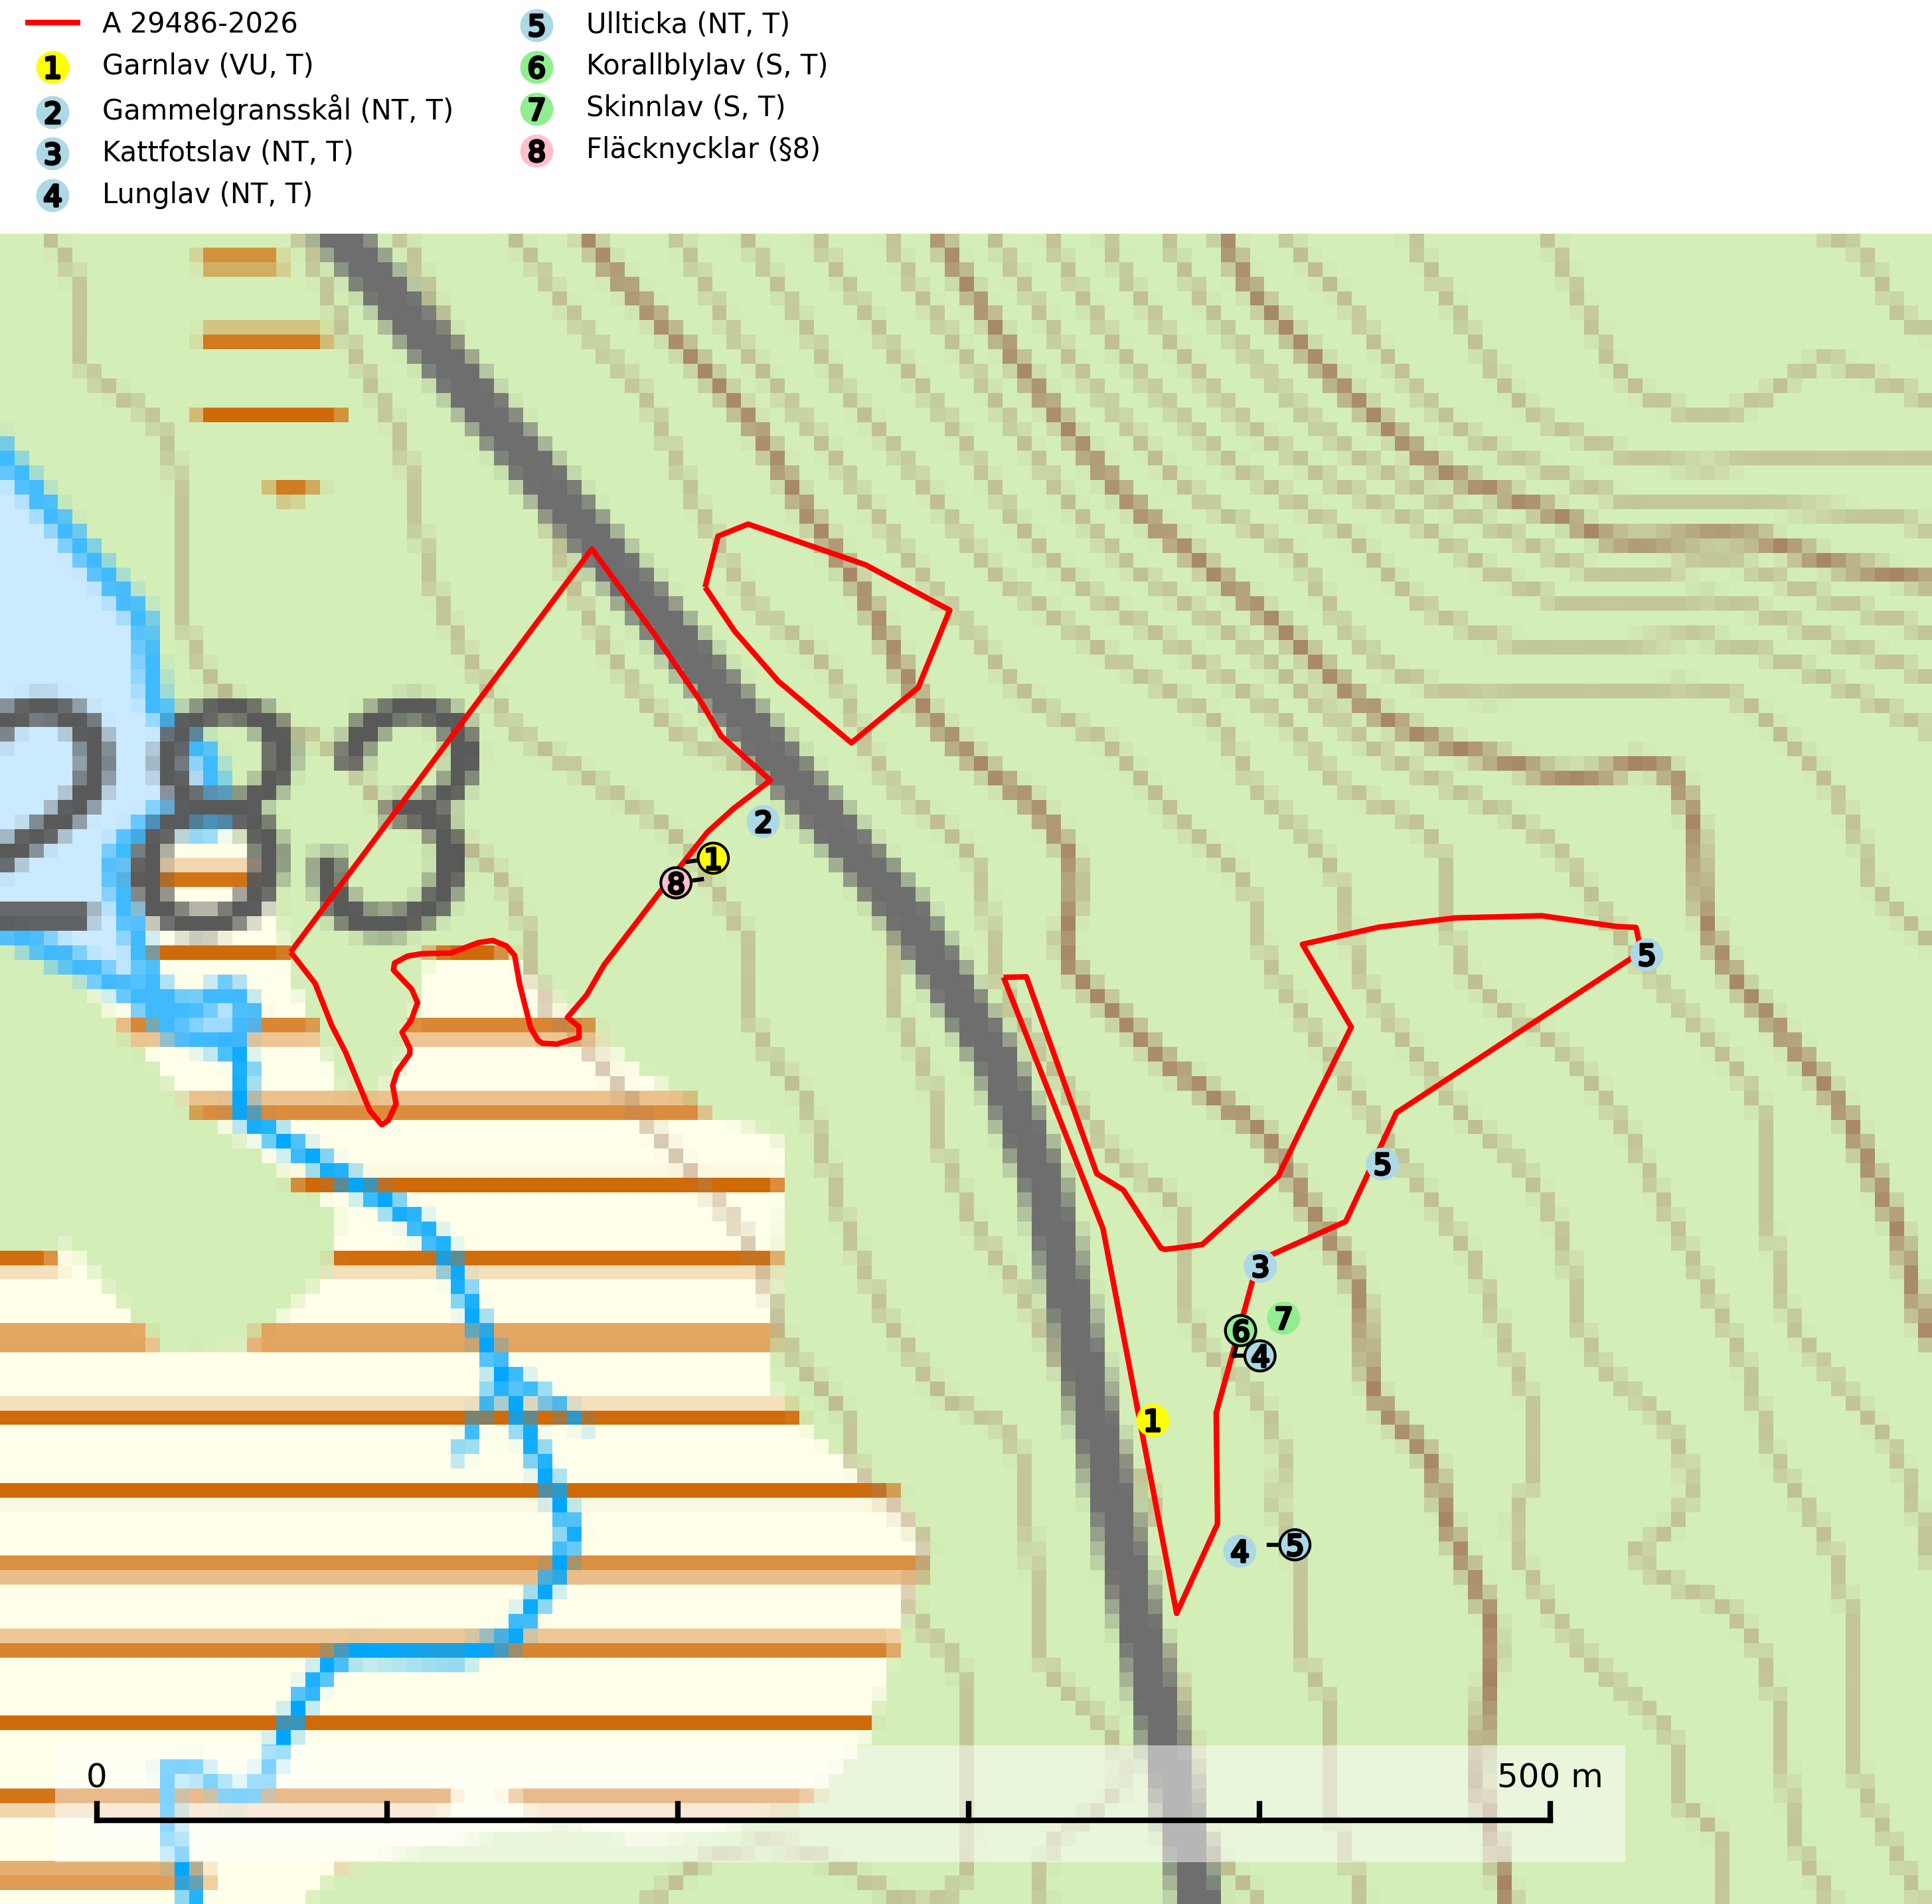 A 29486-2026
1 Garnlav (VU, T)
2 Gammelgransskål (NT, T)
3 Kattfotslav (NT, T)
4 Lunglav (NT, T)
5 Ullticka (NT, T)
6 Korallblylav (S, T)
7 Skinnlav (S, T)
8 Fläcknycklar (§8)
83
2
1
8
5
5
3
7
6
4
1
4
5
0
500 m